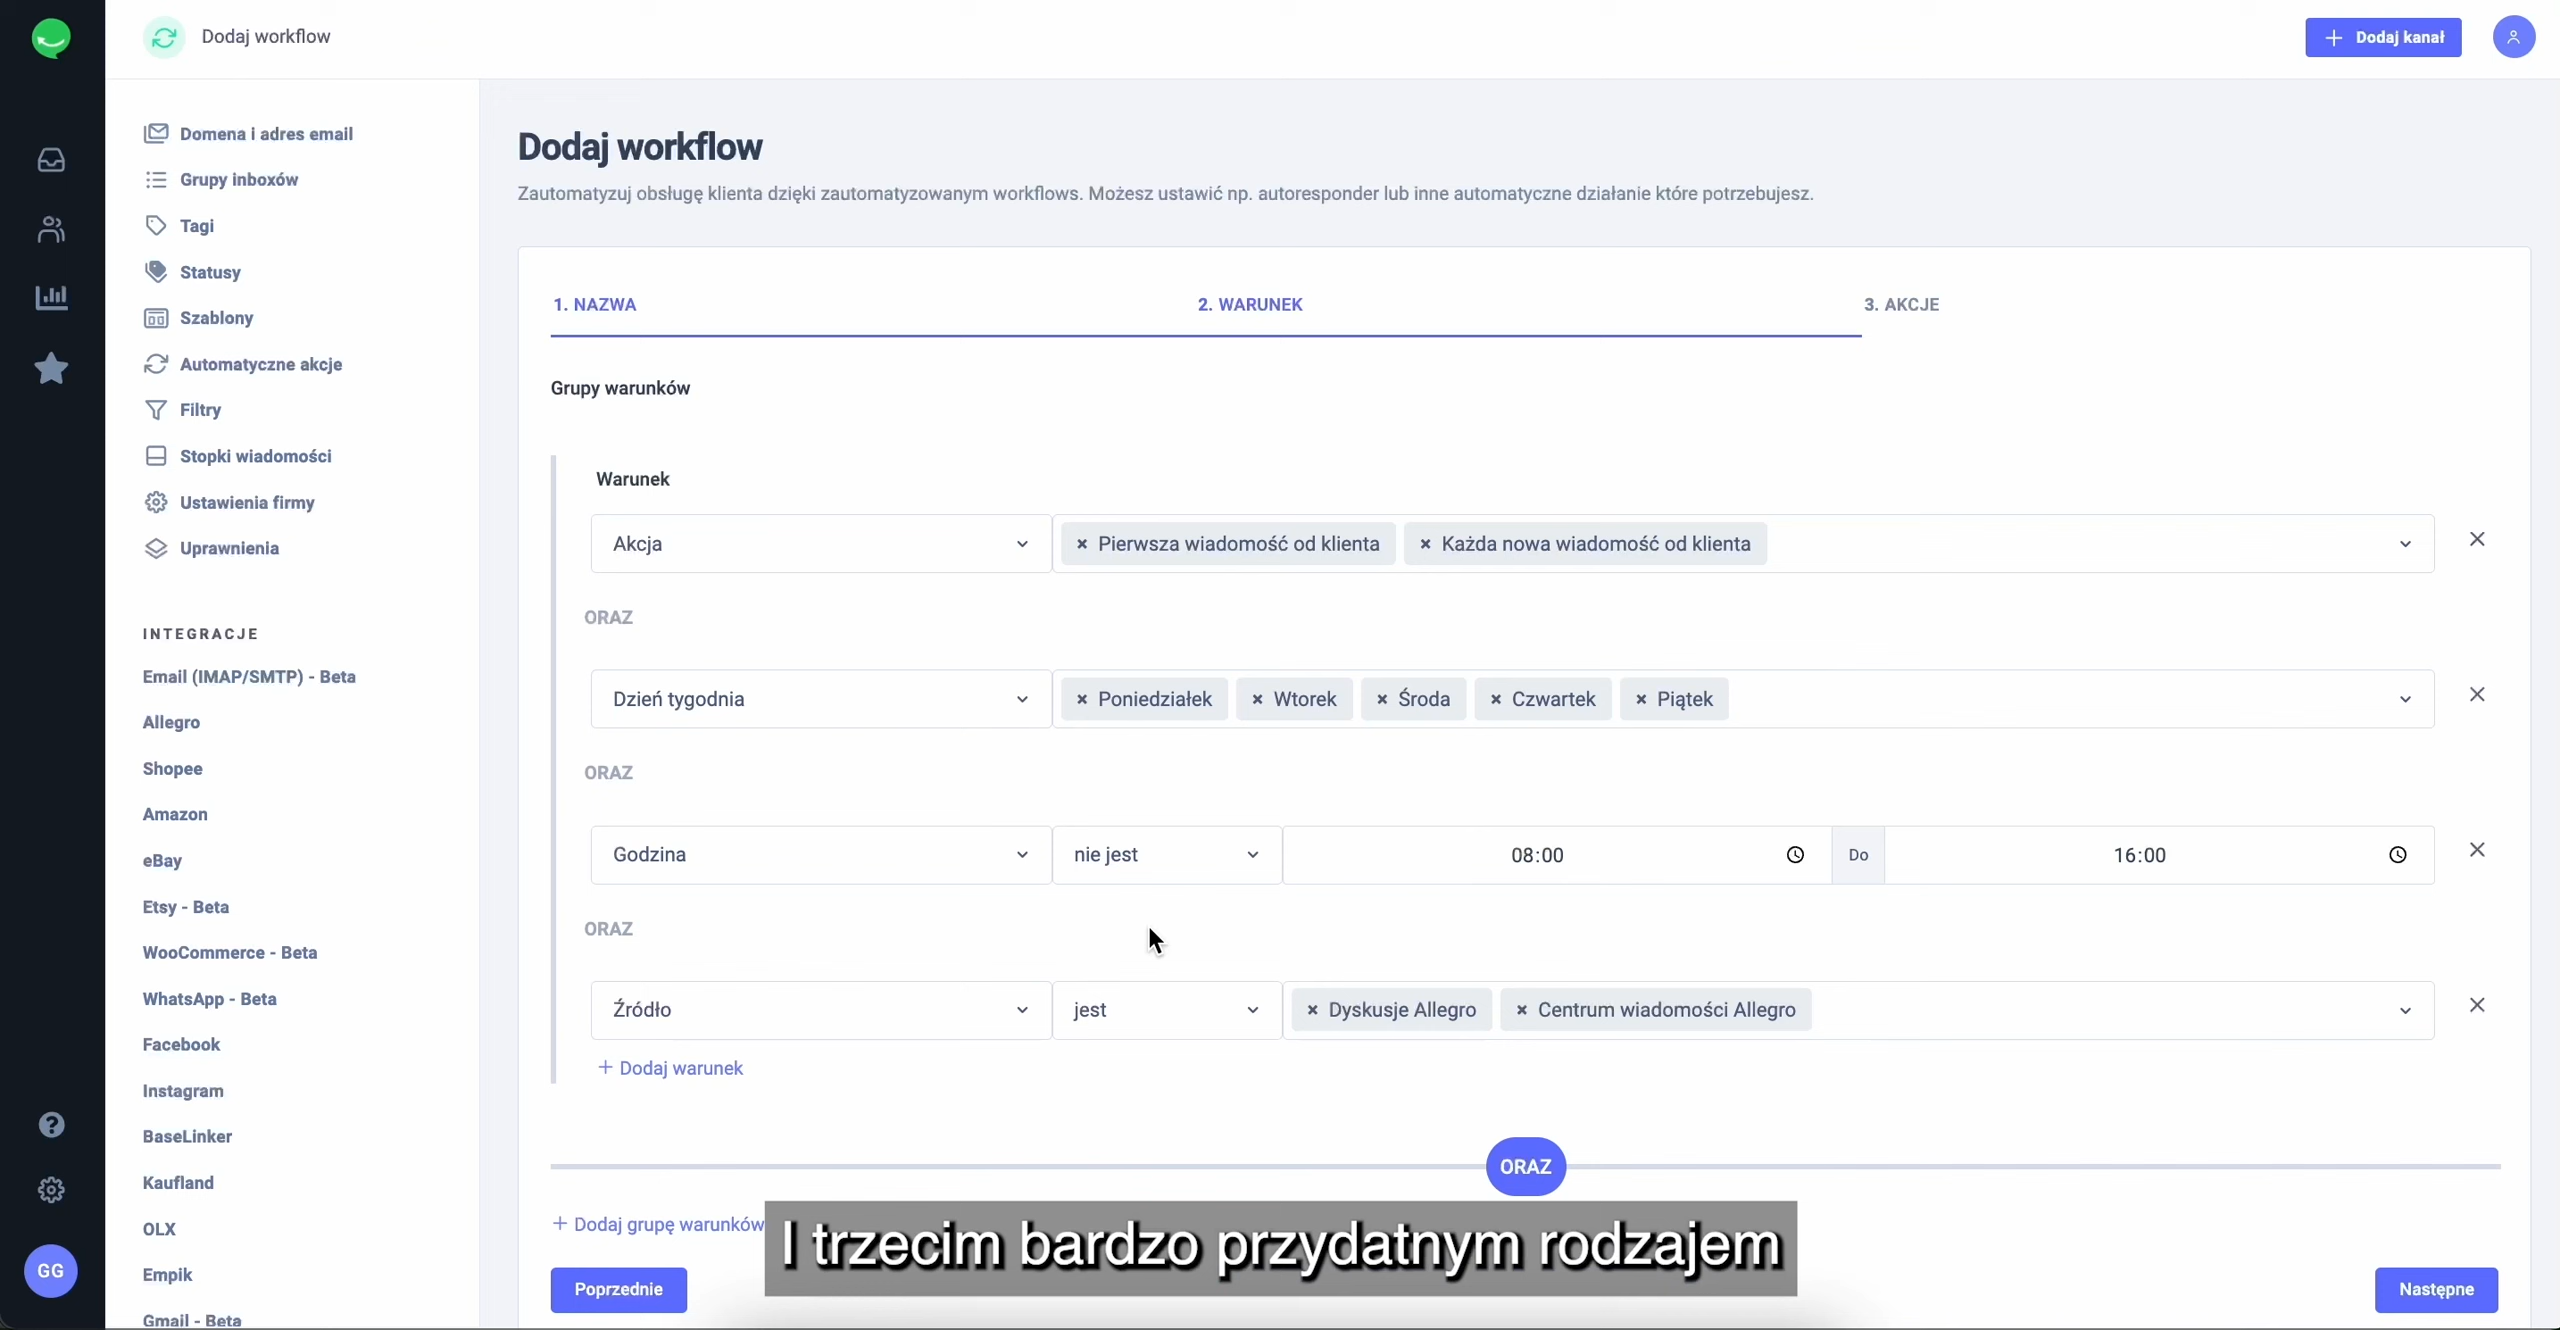 Dodaj workflow
Dodaj kanał
Domena i adres email
Grupy inboxów
Tagi
Statusy
Szablony
Automatyczne akcje
Filtry
Stopki wiadomości
Ustawienia firmy
Uprawnienia
INTEGRACJE
Email (IMAP/SMTP) - Beta
Allegro
Shopee
Amazon
eBay
Etsy - Beta
WooCommerce - Beta
WhatsApp - Beta
Facebook
Instagram
BaseLinker
Kaufland
OLX
Empik
Gmail - Beta
GG
Dodaj workflow
Zautomatyzuj obsługę klienta dzięki zautomatyzowanym workflows. Możesz ustawić np. autoresponder lub inne automatyczne działanie które potrzebujesz.
1. NAZWA 2. WARUNEK 3. AKCJE
Grupy warunków
Warunek
Akcja × Pierwsza wiadomość od klienta × Każda nowa wiadomość od klienta
ORAZ
Dzień tygodnia × Poniedziałek × Wtorek × Środa × Czwartek × Piątek
ORAZ
Godzina nie jest 08:00 Do 16:00
ORAZ
Źródło jest × Dyskusje Allegro × Centrum wiadomości Allegro
+ Dodaj warunek
ORAZ
+ Dodaj grupę warunków
I trzecim bardzo przydatnym rodzajem
Poprzednie Następne